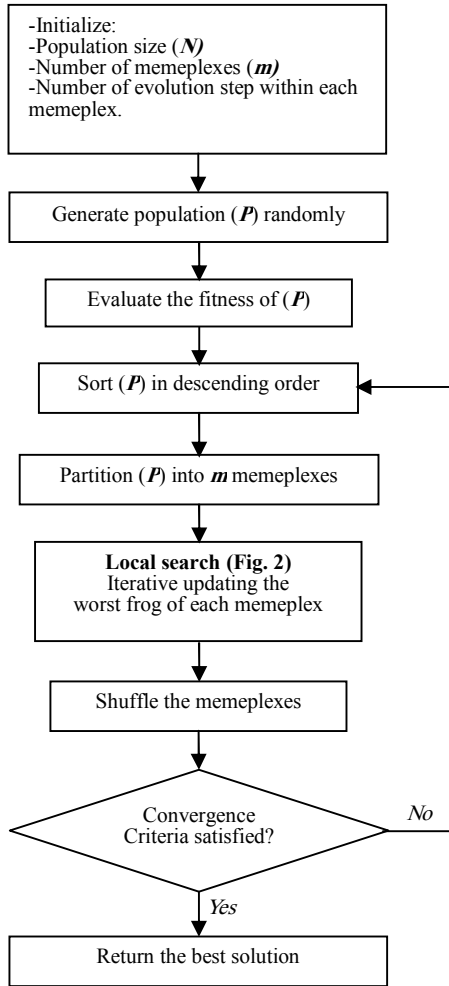 -Initialize:
-Population size (N)
-Number of memeplexes (m)
-Number of evolution step within each
memeplex.
Generate population (P) randomly
Evaluate the fitness of (P)
Sort (P) in descending order
Partition (P) into m memeplexes
Local search (Fig. 2)
Iterative updating the
worst frog of each memeplex
Shuffle the memeplexes
Convergence
Criteria satisfied?
No
Yes
Return the best solution